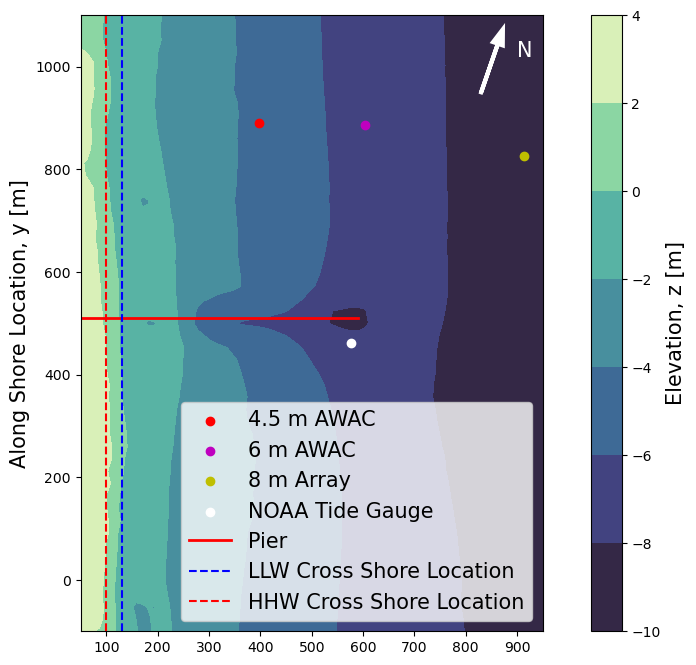 N
Along Shore Location, y [m]
1000
800
600
400
200
0
100 200 300 400 500 600 700 800 900
4.5 m AWAC
6 m AWAC
8 m Array
NOAA Tide Gauge
Pier
LLW Cross Shore Location
HHW Cross Shore Location
4
2
0
−2
−4
−6
−8
−10
Elevation, z [m]